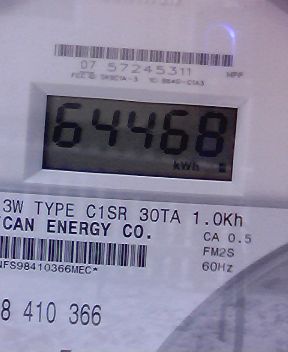 07 57245311
64468
kWh
3W TYPE C1SR 30TA 1.0Kh
CAN ENERGY CO.
CA 0.5
FM2S
60Hz
NFS98410366MEC*
8 410 366